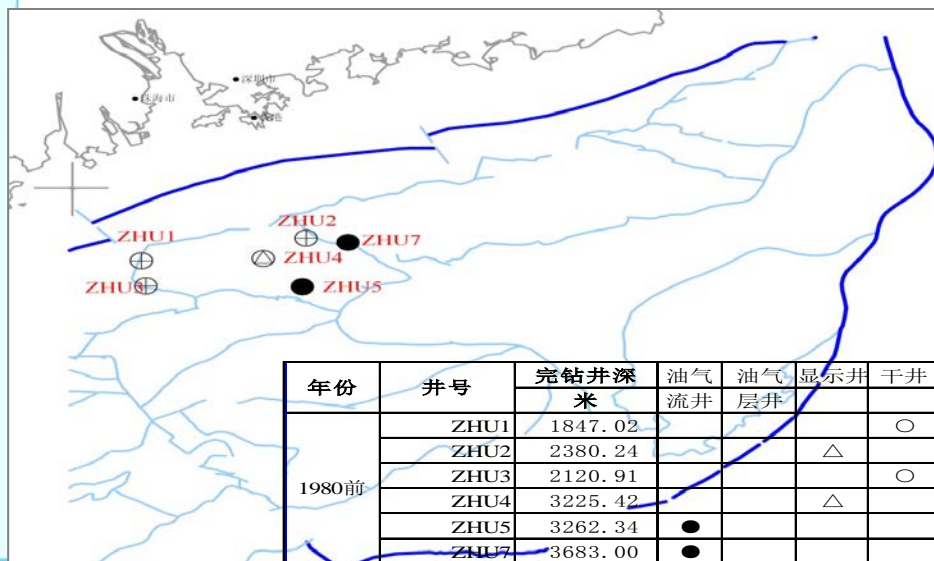 深圳市
珠海市
香港
ZHU2
ZHU1
ZHU7
ZHU4
ZHU3
ZHU5
年份 井号 完钻井深 油气 油气 显示井 干井
米 流井 层井
ZHU1 1847.02 ○
ZHU2 2380.24 △
ZHU3 2120.91 ○
1980前 ZHU4 3225.42 △
ZHU5 3262.34 ●
ZHU7 3683.00 ●